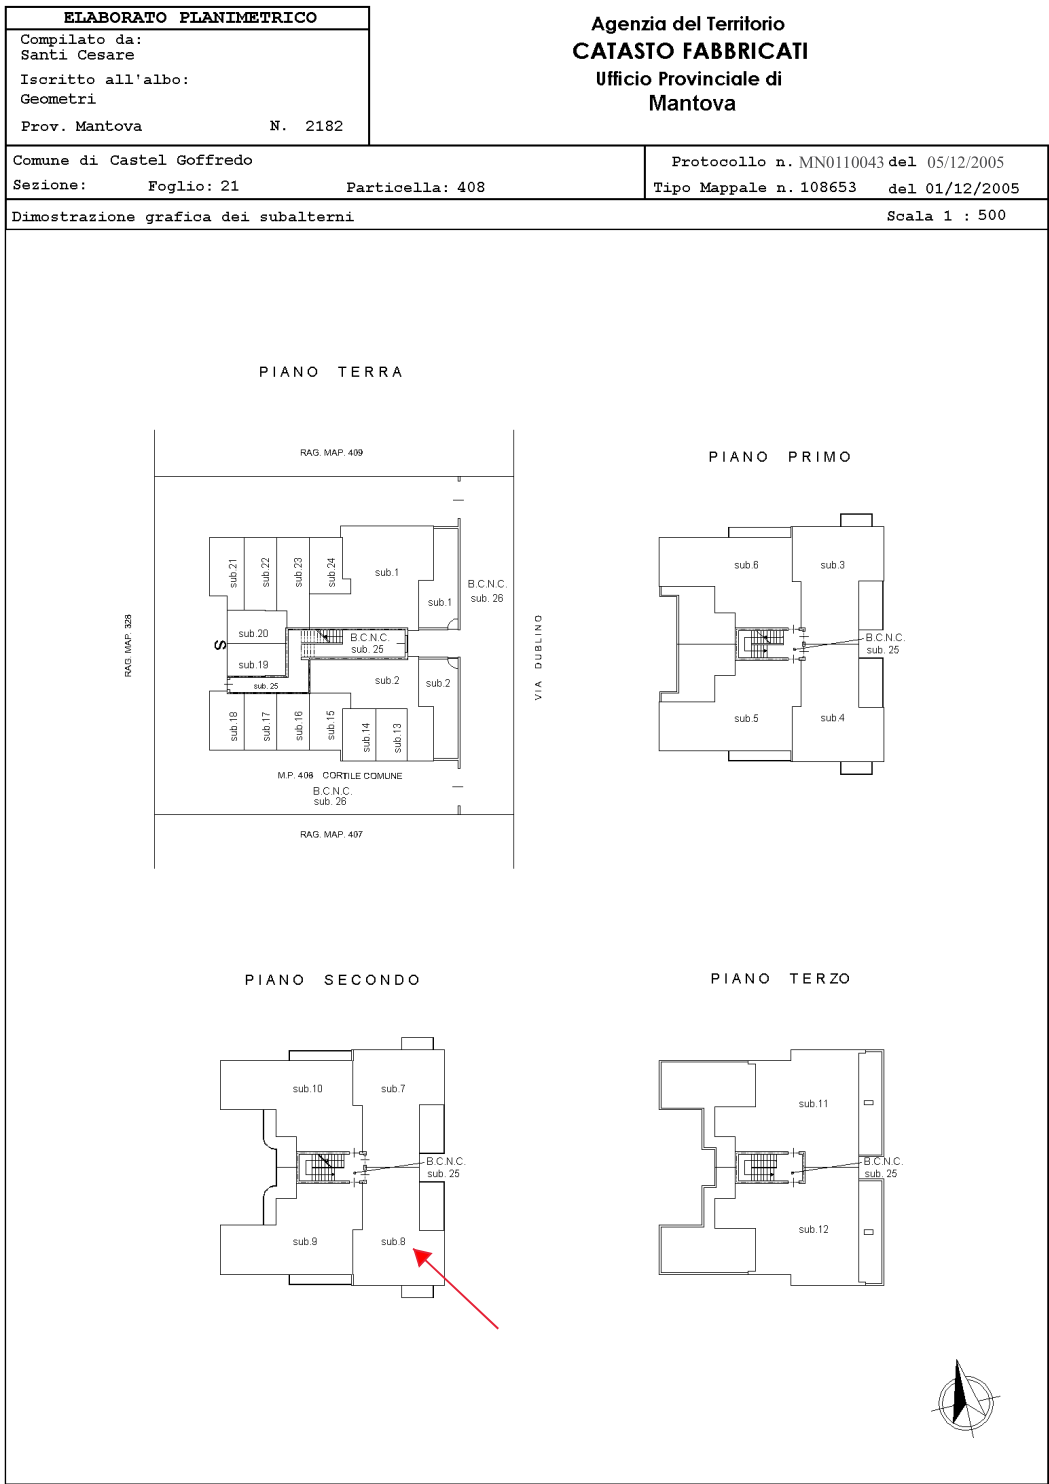 ELABORATO PLANIMETRICO
Compilato da:
Santi Cesare
Iscritto all'albo:
Geometri
Prov. Mantova N. 2182
Agenzia del Territorio
CATASTO FABBRICATI
Ufficio Provinciale di
Mantova
Comune di Castel Goffredo
Sezione: Foglio: 21 Particella: 408
Protocollo n. MN0110043 del 05/12/2005
Tipo Mappale n. 108653 del 01/12/2005
Dimostrazione grafica dei subalterni
Scala 1 : 500
PIANO TERRA
RAG. MAP. 409
sub.21
sub.22
sub.23
sub.24
sub.1
sub.1
B.C.N.C.
sub. 26
RAG. MAP. 328
S
sub.20
sub.19
B.C.N.C.
sub. 25
sub. 25
sub.2
sub.2
VIA DUBLINO
sub.18
sub.17
sub.16
sub.15
sub.14
sub.13
M.P. 408 CORTILE COMUNE
B.C.N.C.
sub. 26
RAG. MAP. 407
PIANO PRIMO
sub.6
sub.3
B.C.N.C.
sub. 25
sub.5
sub.4
PIANO SECONDO
sub.10
sub.7
B.C.N.C.
sub. 25
sub.9
sub.8
PIANO TERZO
sub.11
B.C.N.C.
sub. 25
sub.12